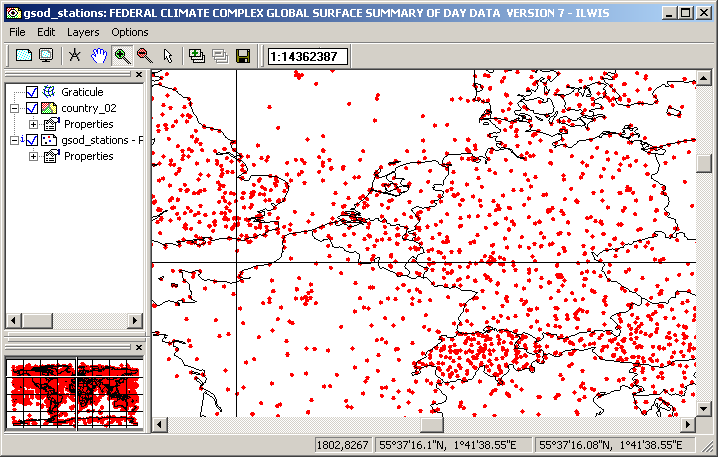 gsod_stations: FEDERAL CLIMATE COMPLEX GLOBAL SURFACE SUMMARY OF DAY DATA VERSION 7 - ILWIS
File Edit Layers Options
1:14362387
Graticule
country_02
Properties
gsod_stations - F
Properties
1802,8267 55°37'16.1"N, 1°41'38.55"E 55°37'16.08"N, 1°41'38.55"E